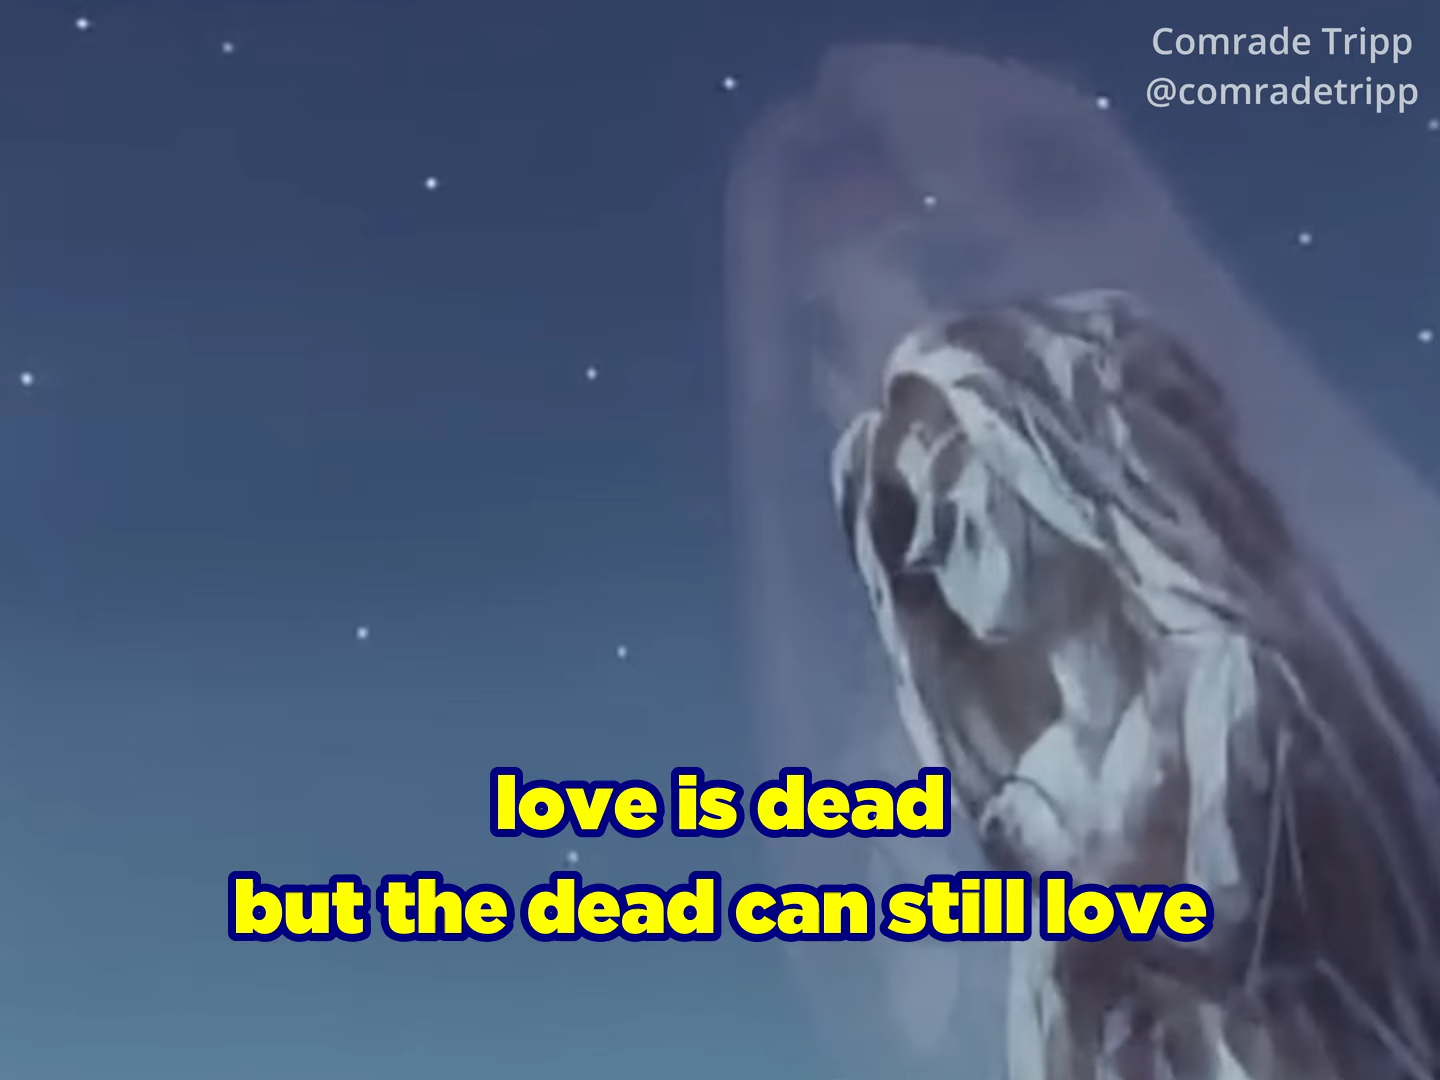 Comrade Tripp
@comradetripp
love is dead
but the dead can still love